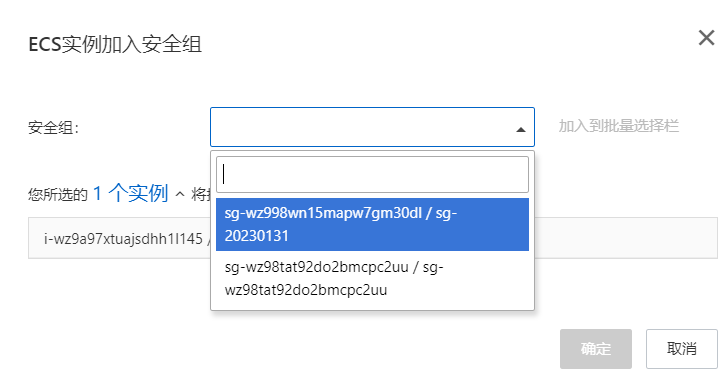 ECS实例加入安全组
安全组:
加入到批量选择栏
您所选的 1 个实例 将
sg-wz998wn15mapw7gm30dl / sg-
20230131
i-wz9a97xtuajsdhh1l145 /
sg-wz98tat92do2bmcpc2uu / sg-
wz98tat92do2bmcpc2uu
确定
取消